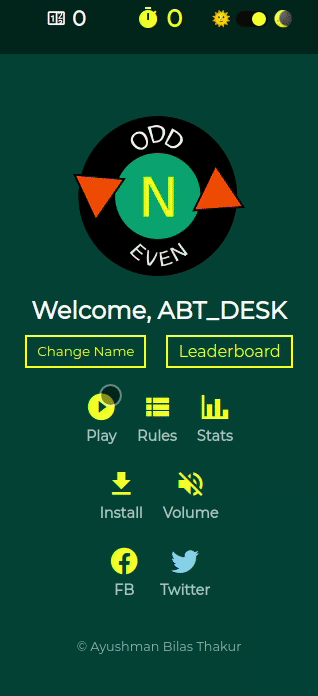 0 0
ODD
N
EVEN
Welcome, ABT_DESK
Change Name Leaderboard
Play Rules Stats
Install Volume
FB Twitter
© Ayushman Bilas Thakur